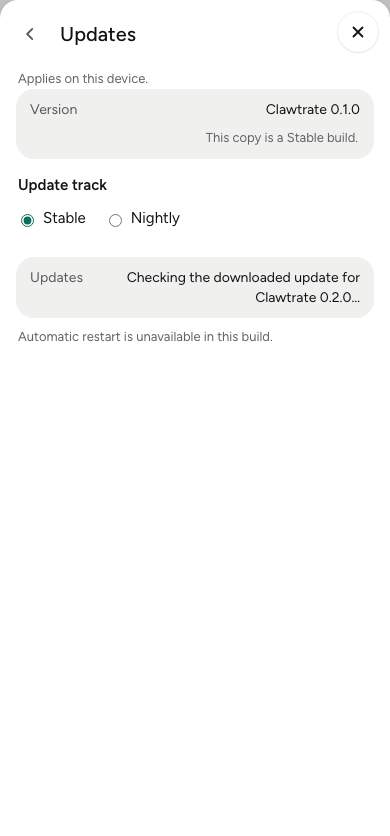 Updates
Applies on this device.
Version
Clawtrate 0.1.0
This copy is a Stable build.
Update track
Stable
Nightly
Updates
Checking the downloaded update for
Clawtrate 0.2.0...
Automatic restart is unavailable in this build.